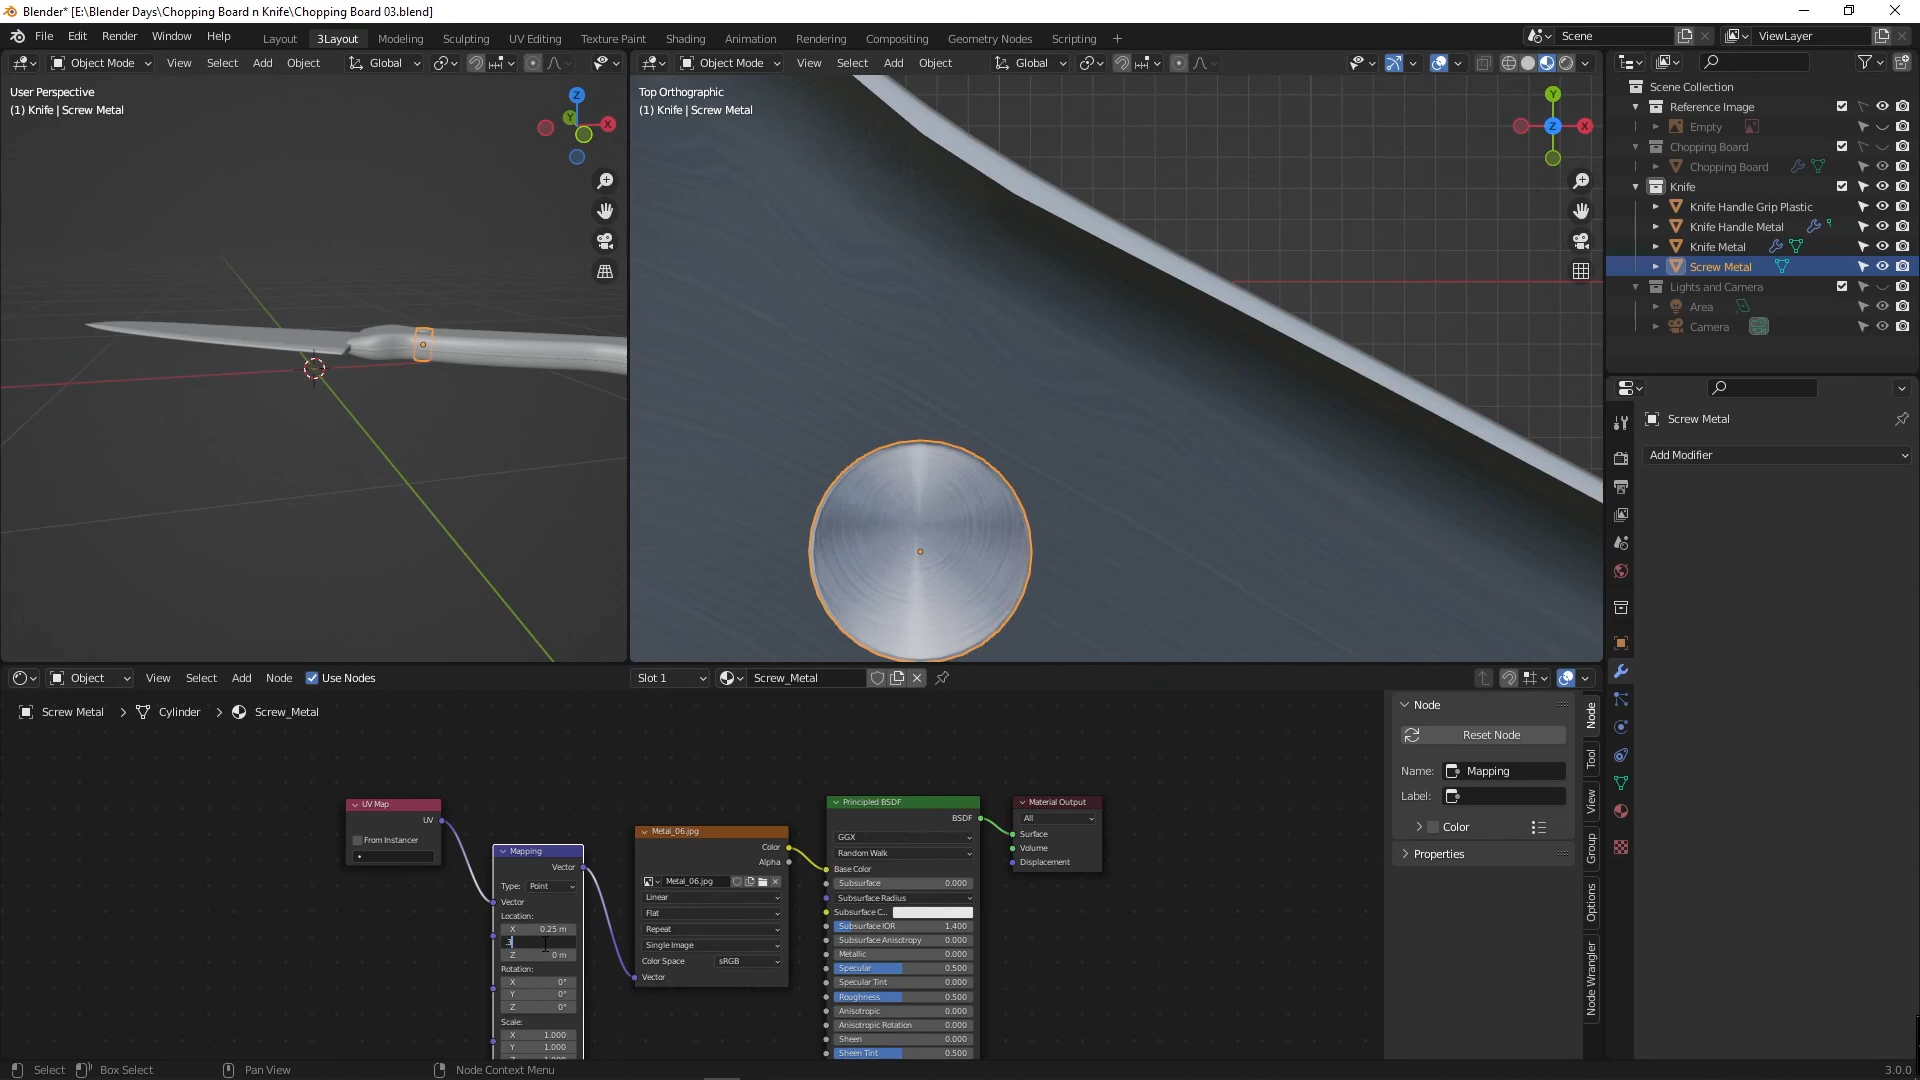 Blender* [E:\Blender Days\Chopping Board n Knife\Chopping Board 03.blend]
File Edit Render Window Help Layout 3Layout Modeling Sculpting UV Editing Texture Paint Shading Animation Rendering Compositing Geometry Nodes Scripting + Scene ViewLayer
Object Mode View Select Add Object Global
Object Mode View Select Add Object Global
User Perspective
(1) Knife | Screw Metal
Z
Y
X
Top Orthographic
(1) Knife | Screw Metal
Y
Z
X
Scene Collection
Reference Image
Empty
Chopping Board
Chopping Board
Knife
Knife Handle Grip Plastic
Knife Handle Metal
Knife Metal
Screw Metal
Lights and Camera
Area
Camera
Screw Metal
Add Modifier
Object View Select Add Node Use Nodes Slot 1 Screw_Metal
Screw Metal > Cylinder > Screw_Metal
UV Map
UV
From Instancer
Mapping
Vector
Type: Point
Vector
Location:
X 0.25 m
Z 0 m
Rotation:
X 0°
Y 0°
Z 0°
Scale:
X 1.000
Y 1.000
Metal_06.jpg
Color
Alpha
Metal_06.jpg
Linear
Flat
Repeat
Single Image
Color Space sRGB
Vector
Principled BSDF
BSDF
GGX
Random Walk
Base Color
Subsurface 0.000
Subsurface Radius
Subsurface C...
Subsurface IOR 1.400
Subsurface Anisotropy 0.000
Metallic 0.000
Specular 0.500
Specular Tint 0.000
Roughness 0.500
Anisotropic 0.000
Anisotropic Rotation 0.000
Sheen 0.000
Sheen Tint 0.500
Material Output
All
Surface
Volume
Displacement
Node
Reset Node
Name: Mapping
Label:
Color
Properties
Node
Tool
View
Group
Options
Node Wrangler
Select Box Select Pan View Node Context Menu 3.0.0